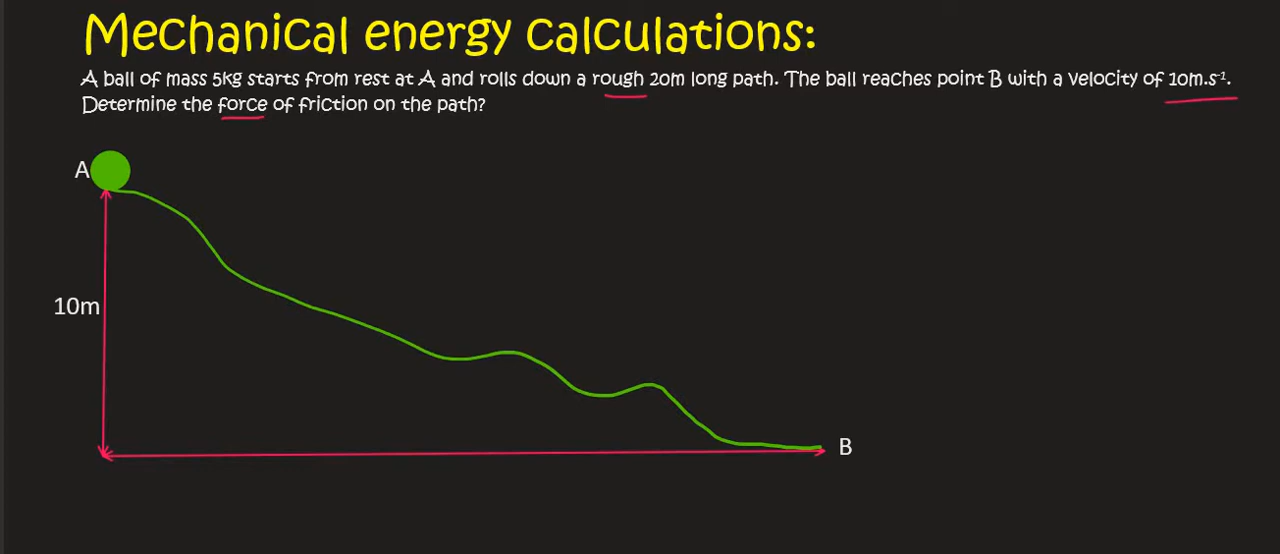 Mechanical energy calculations:
A ball of mass 5kg starts from rest at A and rolls down a rough 20m long path. The ball reaches point B with a velocity of 10m.s⁻¹.
Determine the force of friction on the path?
A
10m
B